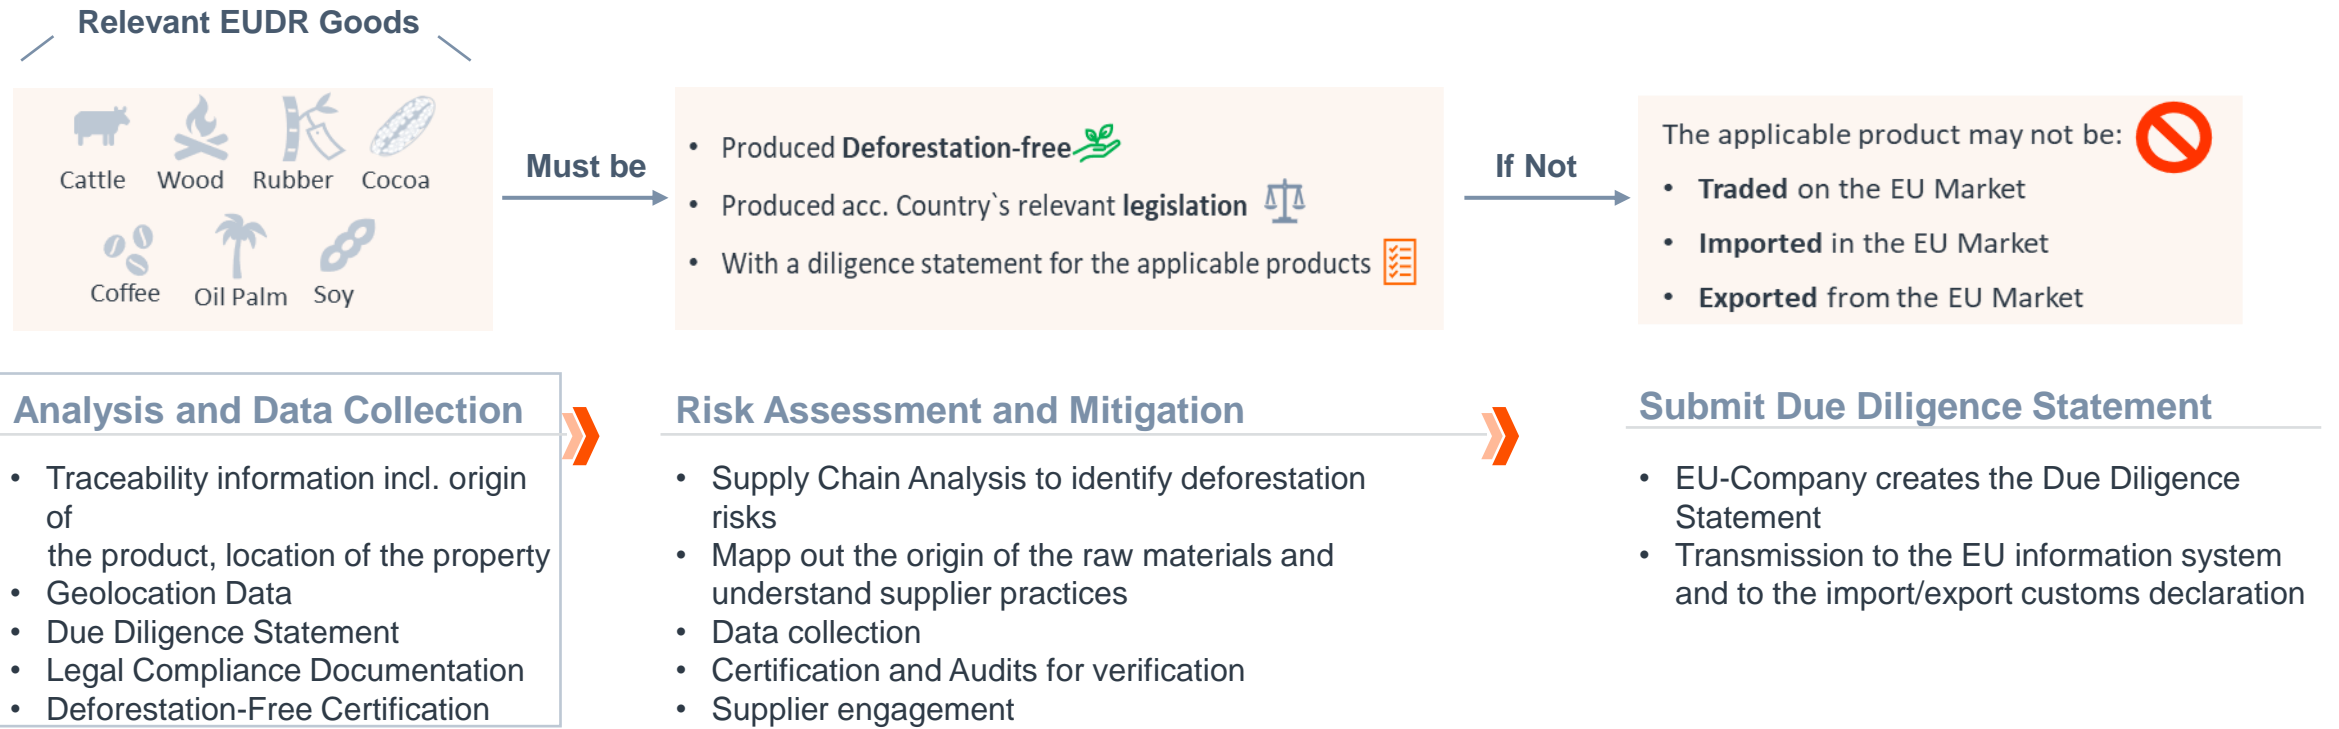 Relevant EUDR Goods
Cattle Wood Rubber Cocoa
Coffee Oil Palm Soy
Must be
• Produced Deforestation-free
• Produced acc. Country`s relevant legislation
• With a diligence statement for the applicable products
If Not
The applicable product may not be:
• Traded on the EU Market
• Imported in the EU Market
• Exported from the EU Market
Analysis and Data Collection
• Traceability information incl. origin
of
the product, location of the property
• Geolocation Data
• Due Diligence Statement
• Legal Compliance Documentation
• Deforestation-Free Certification
Risk Assessment and Mitigation
• Supply Chain Analysis to identify deforestation
risks
• Mapp out the origin of the raw materials and
understand supplier practices
• Data collection
• Certification and Audits for verification
• Supplier engagement
Submit Due Diligence Statement
• EU-Company creates the Due Diligence
Statement
• Transmission to the EU information system
and to the import/export customs declaration